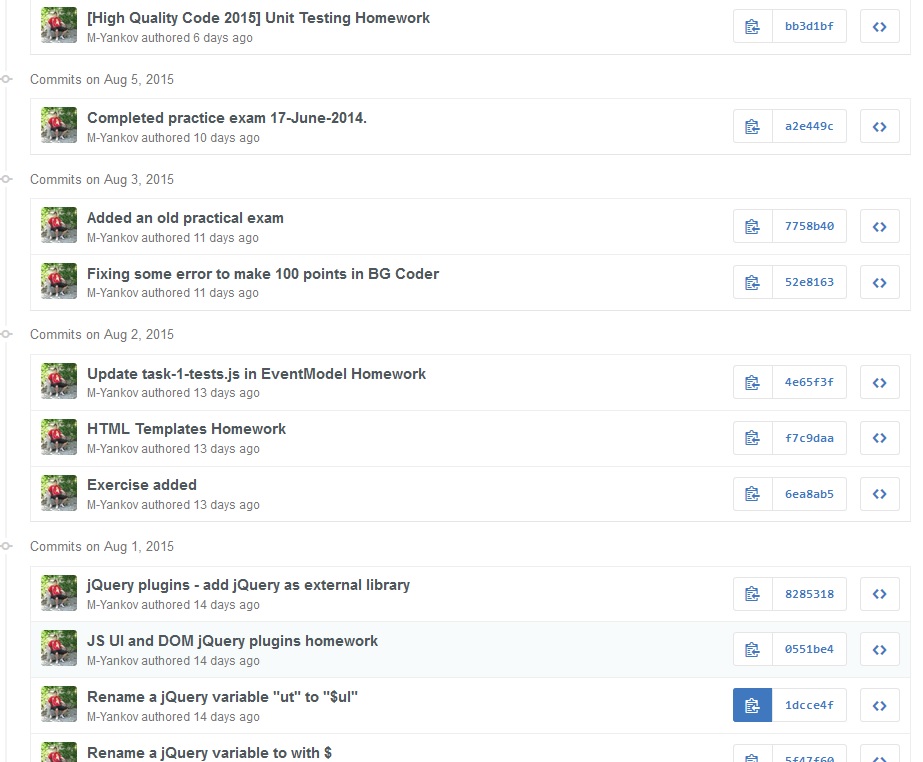 [High Quality Code 2015] Unit Testing Homework
M-Yankov authored 6 days ago
bb3d1bf
Commits on Aug 5, 2015
Completed practice exam 17-June-2014.
M-Yankov authored 10 days ago
a2e449c
Commits on Aug 3, 2015
Added an old practical exam
M-Yankov authored 11 days ago
7758b40
Fixing some error to make 100 points in BG Coder
M-Yankov authored 11 days ago
52e8163
Commits on Aug 2, 2015
Update task-1-tests.js in EventModel Homework
M-Yankov authored 13 days ago
4e65f3f
HTML Templates Homework
M-Yankov authored 13 days ago
f7c9daa
Exercise added
M-Yankov authored 13 days ago
6ea8ab5
Commits on Aug 1, 2015
jQuery plugins - add jQuery as external library
M-Yankov authored 14 days ago
8285318
JS UI and DOM jQuery plugins homework
M-Yankov authored 14 days ago
0551be4
Rename a jQuery variable "ut" to "$ul"
M-Yankov authored 14 days ago
1dcce4f
Rename a jQuery variable to with $
5f47f60